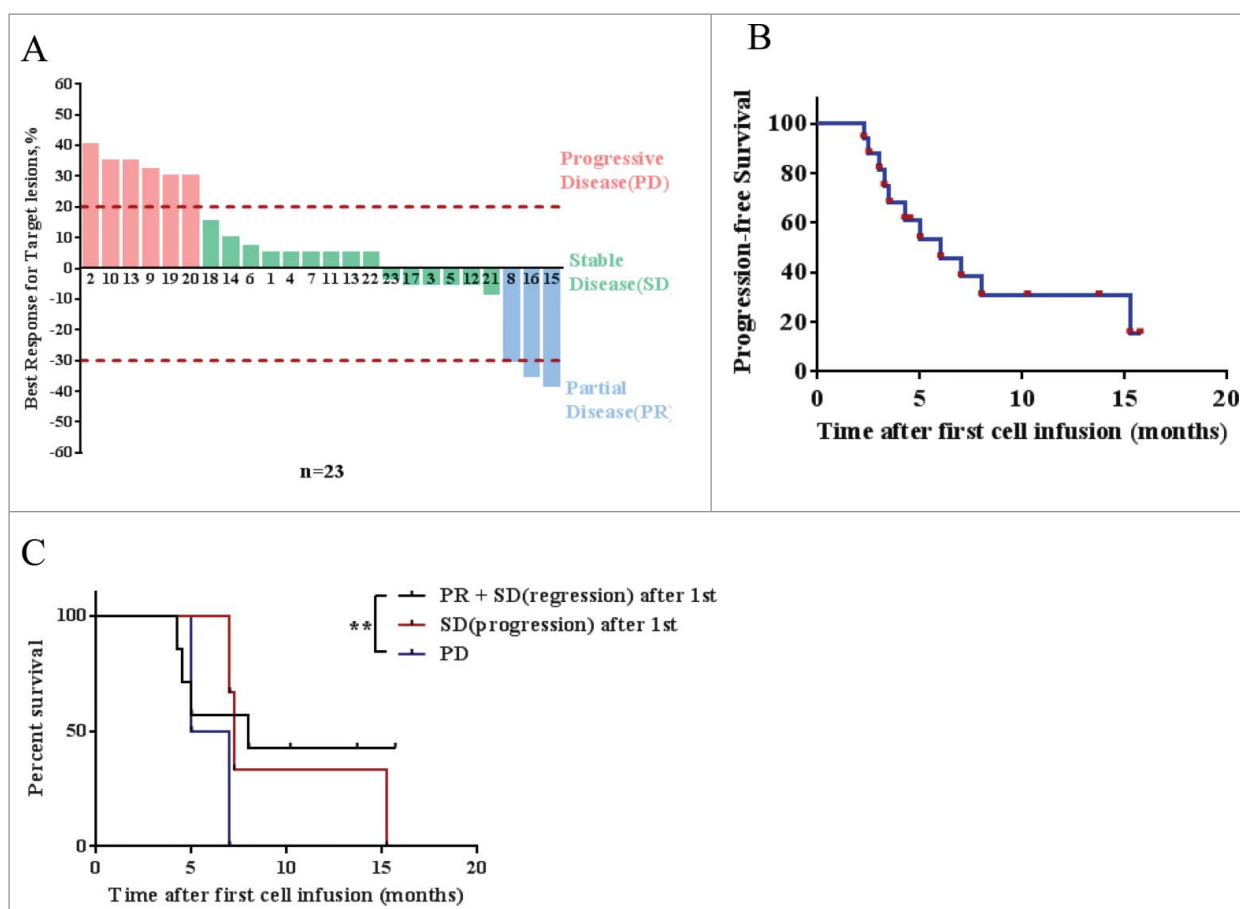 A
Best Response for Target lesions,%
60
50
40
30
20
10
0
-10
-20
-30
-40
-50
-60
2 10 13 9 19 20 18 14 6 1 4 7 11 13 22 23 17 3 5 12 21 8 16 15
Progressive
Disease(PD)
Stable
Disease(SD
Partial
Disease(PR)
n=23
B
Progression-free Survival
100
80
60
40
20
0
0 5 10 15 20
Time after first cell infusion (months)
C
PR + SD(regression) after 1st
SD(progression) after 1st
PD
**
Percent survival
100
50
0
0 5 10 15 20
Time after first cell infusion (months)